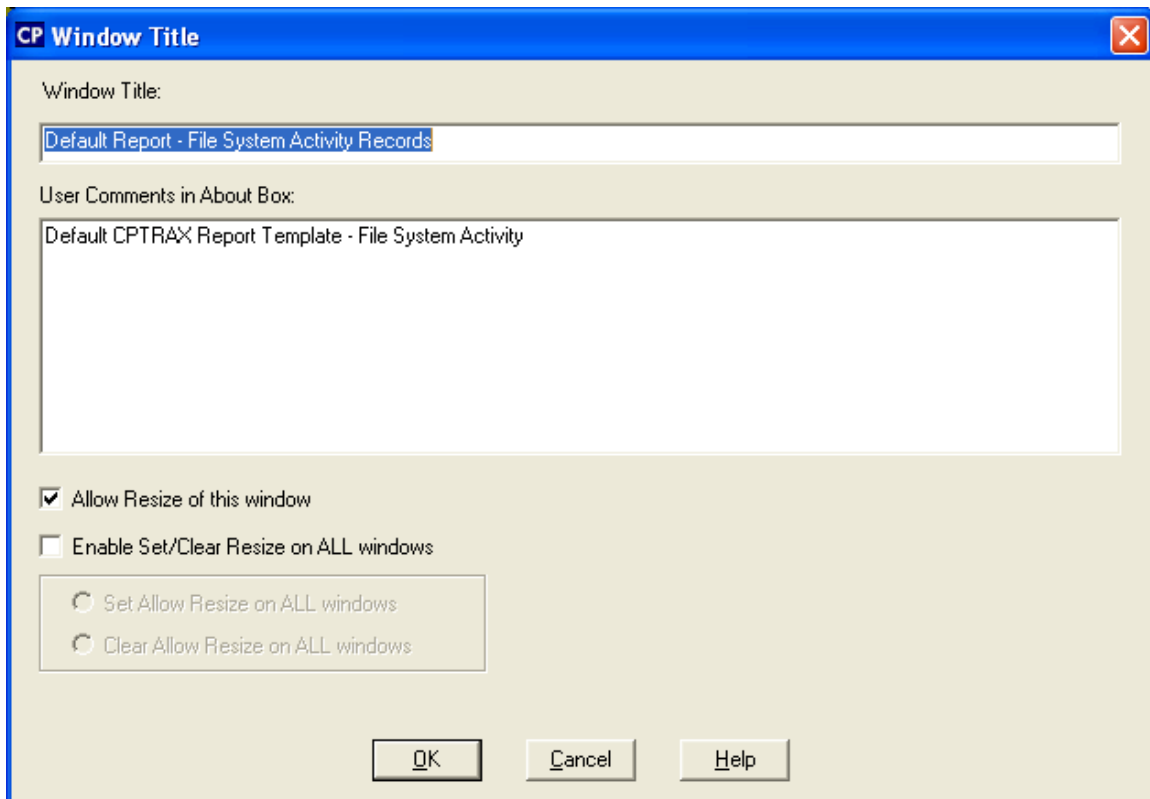 CP Window Title
Window Title:
Default Report - File System Activity Records
User Comments in About Box:
Default CPTRAX Report Template - File System Activity
Allow Resize of this window
Enable Set/Clear Resize on ALL windows
Set Allow Resize on ALL windows
Clear Allow Resize on ALL windows
OK Cancel Help